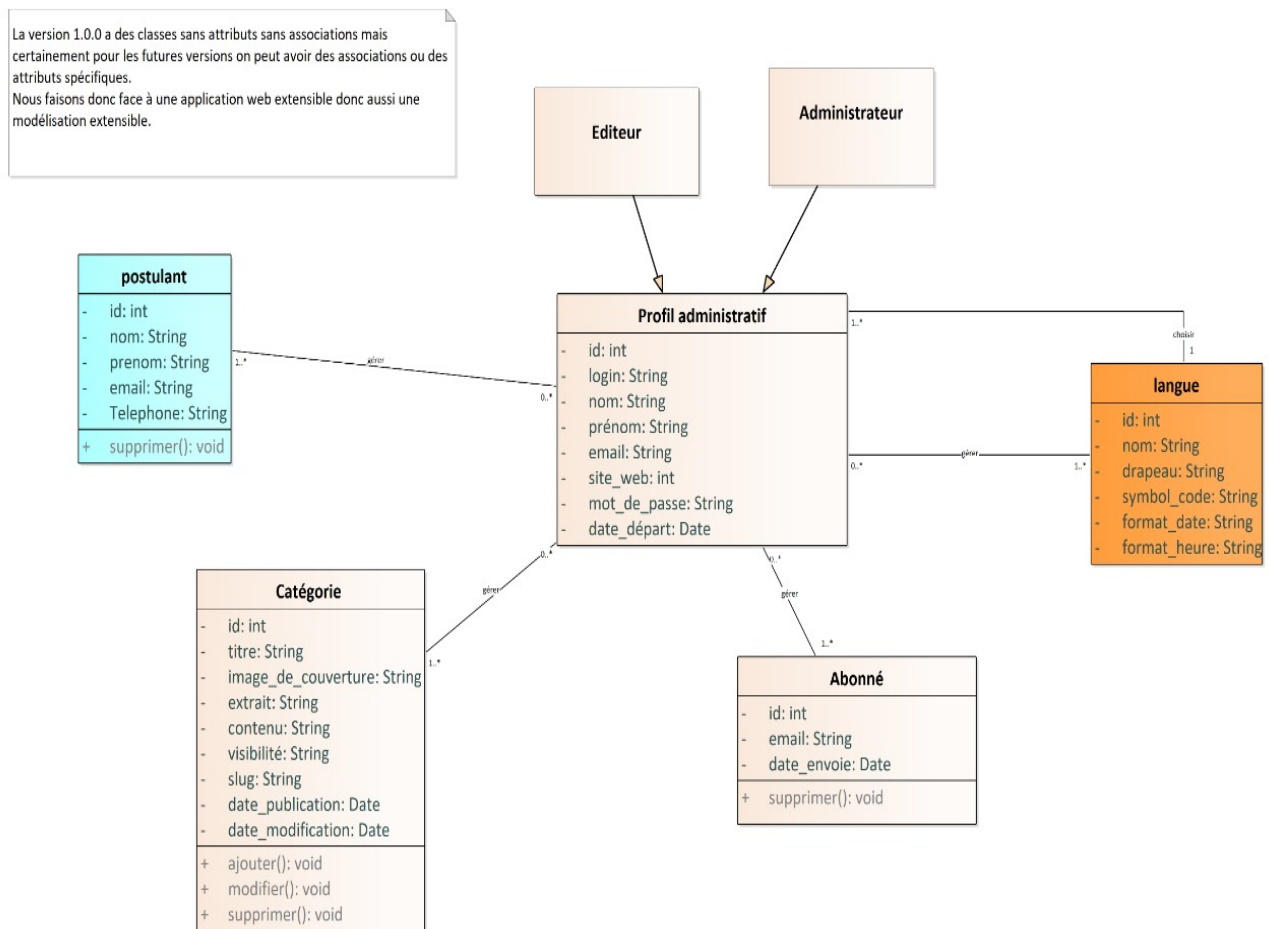 La version 1.0.0 a des classes sans attributs sans associations mais
certainement pour les futures versions on peut avoir des associations ou des
attributs spécifiques.
Nous faisons donc face à une application web extensible donc aussi une
modélisation extensible.
Editeur
Administrateur
postulant
- id: int
- nom: String
- prenom: String
- email: String
- Telephone: String
+ supprimer(): void
1..*
gérer
0..*
Profil administratif
- id: int
- login: String
- nom: String
- prénom: String
- email: String
- site_web: int
- mot_de_passe: String
- date_départ: Date
1..*
choisir
1
langue
- id: int
- nom: String
- drapeau: String
- symbol_code: String
- format_date: String
- format_heure: String
0..*
gérer
1..*
0..*
gérer
1..*
Catégorie
- id: int
- titre: String
- image_de_couverture: String
- extrait: String
- contenu: String
- visibilité: String
- slug: String
- date_publication: Date
- date_modification: Date
+ ajouter(): void
+ modifier(): void
+ supprimer(): void
0..*
gérer
1..*
Abonné
- id: int
- email: String
- date_envoie: Date
+ supprimer(): void